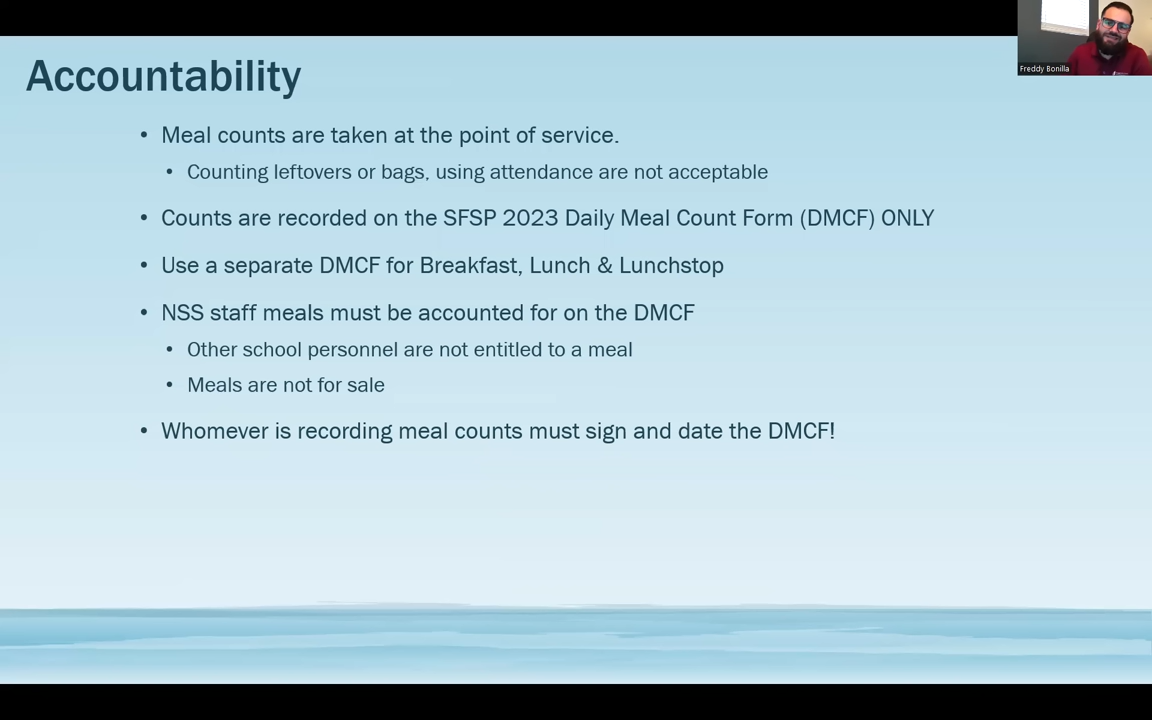 Accountability
Freddy Bonilla
• Meal counts are taken at the point of service.
• Counting leftovers or bags, using attendance are not acceptable
• Counts are recorded on the SFSP 2023 Daily Meal Count Form (DMCF) ONLY
• Use a separate DMCF for Breakfast, Lunch & Lunchstop
• NSS staff meals must be accounted for on the DMCF
• Other school personnel are not entitled to a meal
• Meals are not for sale
• Whomever is recording meal counts must sign and date the DMCF!